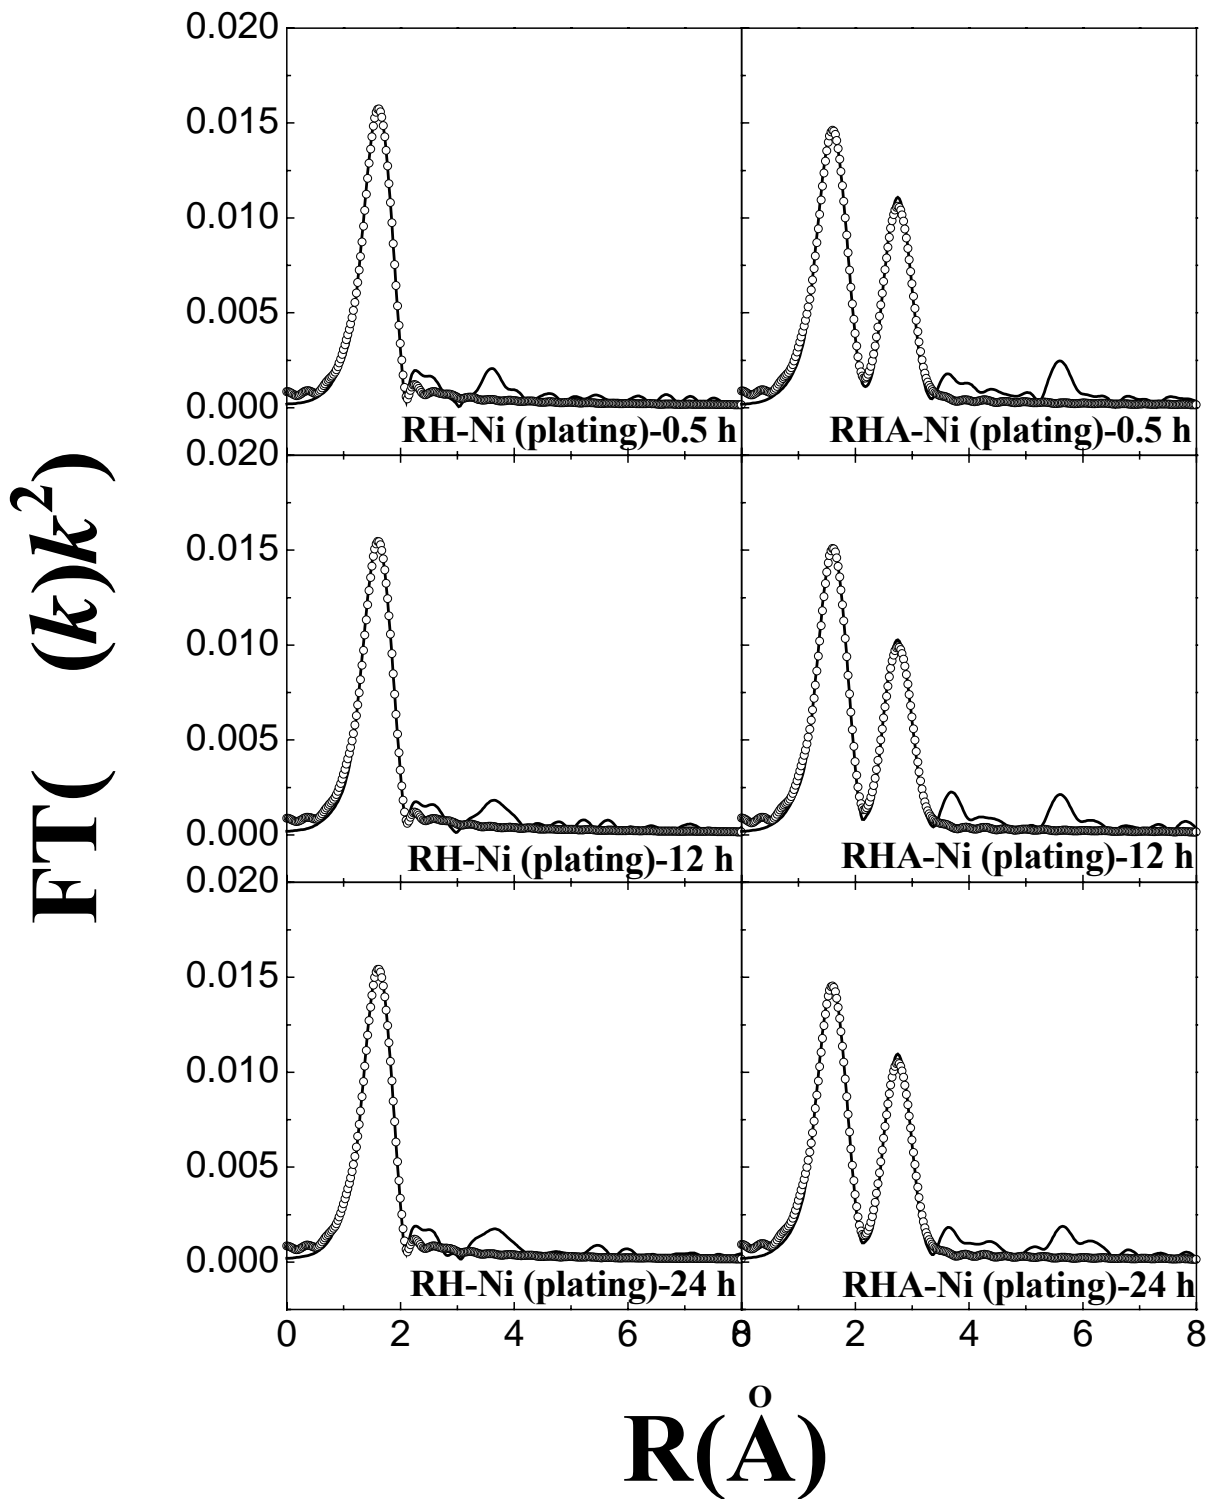 0.020
0.015
0.010
0.005
0.000
RH-Ni (plating)-0.5 h
RHA-Ni (plating)-0.5 h
0.020
0.015
0.010
0.005
0.000
RH-Ni (plating)-12 h
RHA-Ni (plating)-12 h
0.020
0.015
0.010
0.005
0.000
RH-Ni (plating)-24 h
RHA-Ni (plating)-24 h
0 2 4 6 8
0 2 4 6 8
FT( (k)k²)
R(Å)